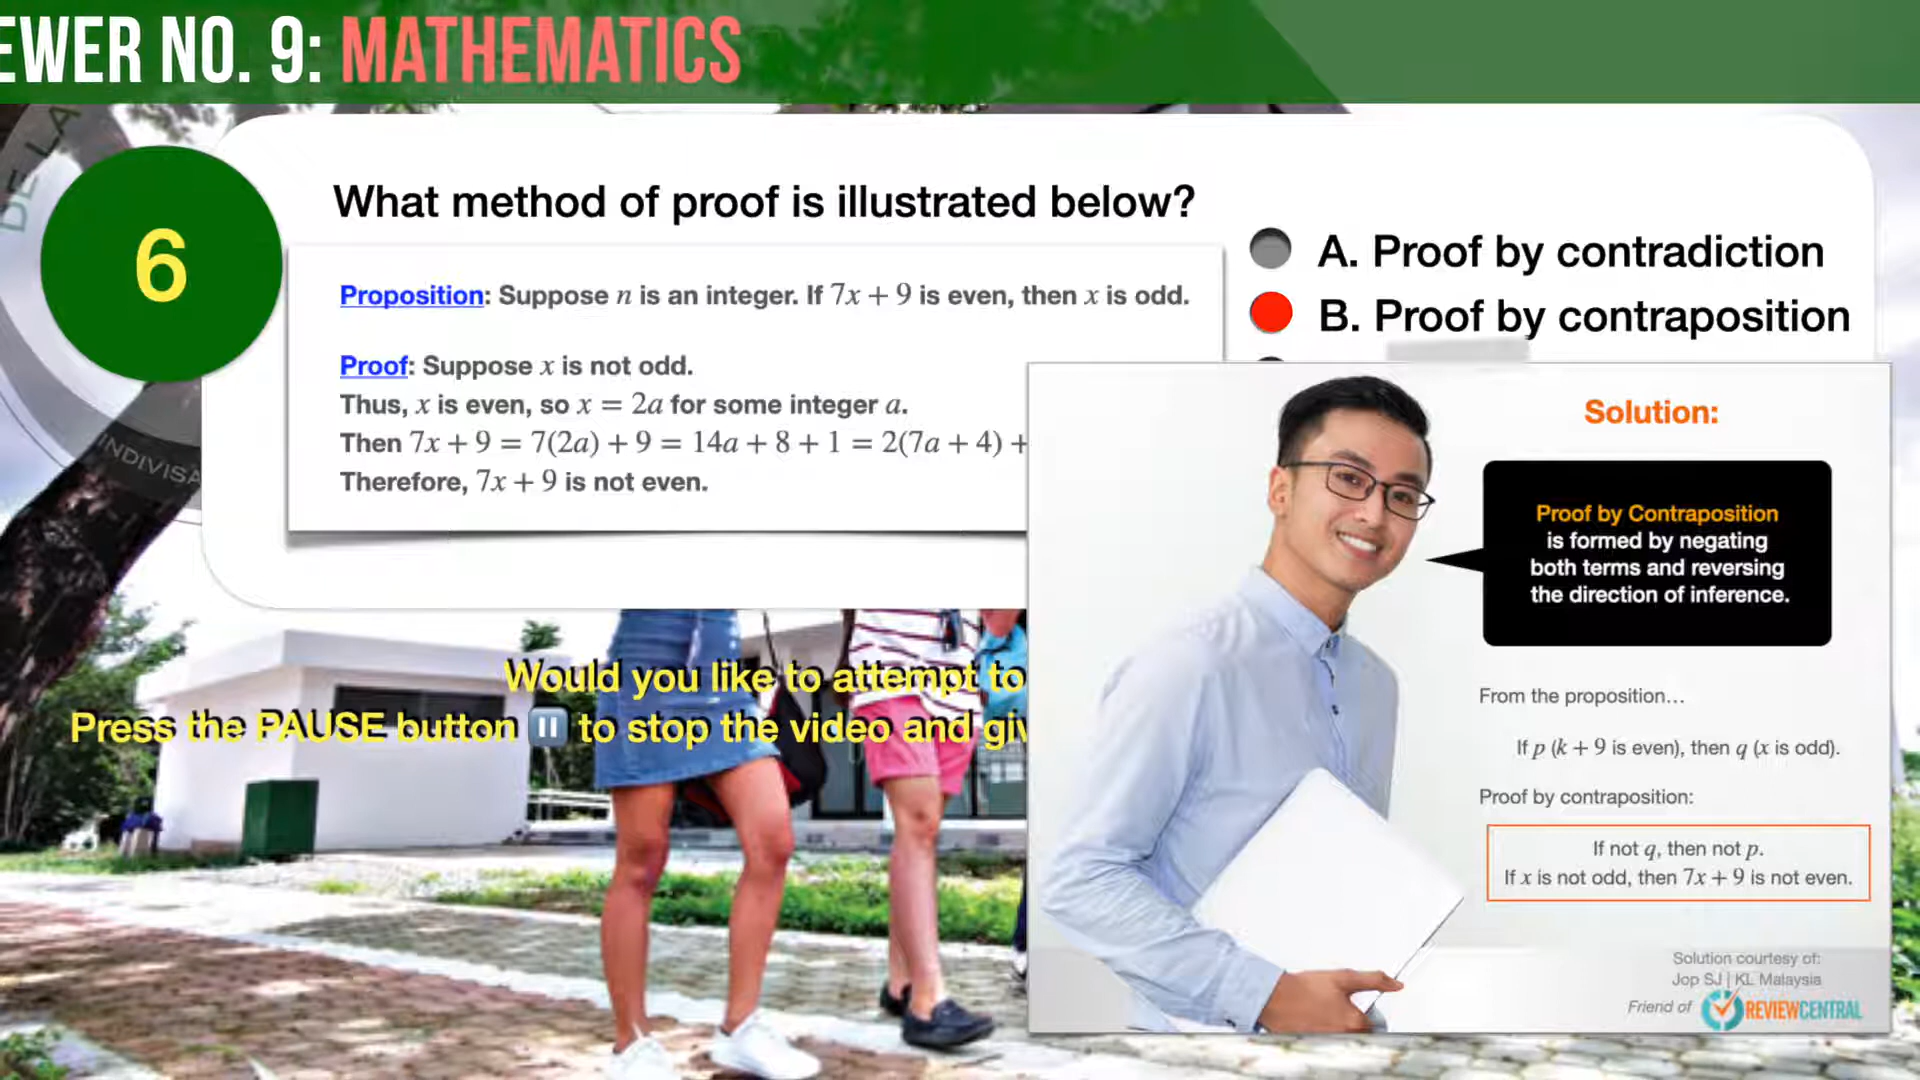 EWER NO. 9: MATHEMATICS
DE LA
INDIVISA
6
What method of proof is illustrated below?
Proposition: Suppose n is an integer. If 7x + 9 is even, then x is odd.
Proof: Suppose x is not odd.
Thus, x is even, so x = 2a for some integer a.
Then 7x + 9 = 7(2a) + 9 = 14a + 8 + 1 = 2(7a + 4) +
Therefore, 7x + 9 is not even.
A. Proof by contradiction
B. Proof by contraposition
Would you like to attempt to
Press the PAUSE button ⏸ to stop the video and giv
Solution:
Proof by Contraposition
is formed by negating
both terms and reversing
the direction of inference.
From the proposition…
If p (k + 9 is even), then q (x is odd).
Proof by contraposition:
If not q, then not p.
If x is not odd, then 7x + 9 is not even.
Solution courtesy of:
Jop SJ | KL Malaysia
Friend of REVIEWCENTRAL